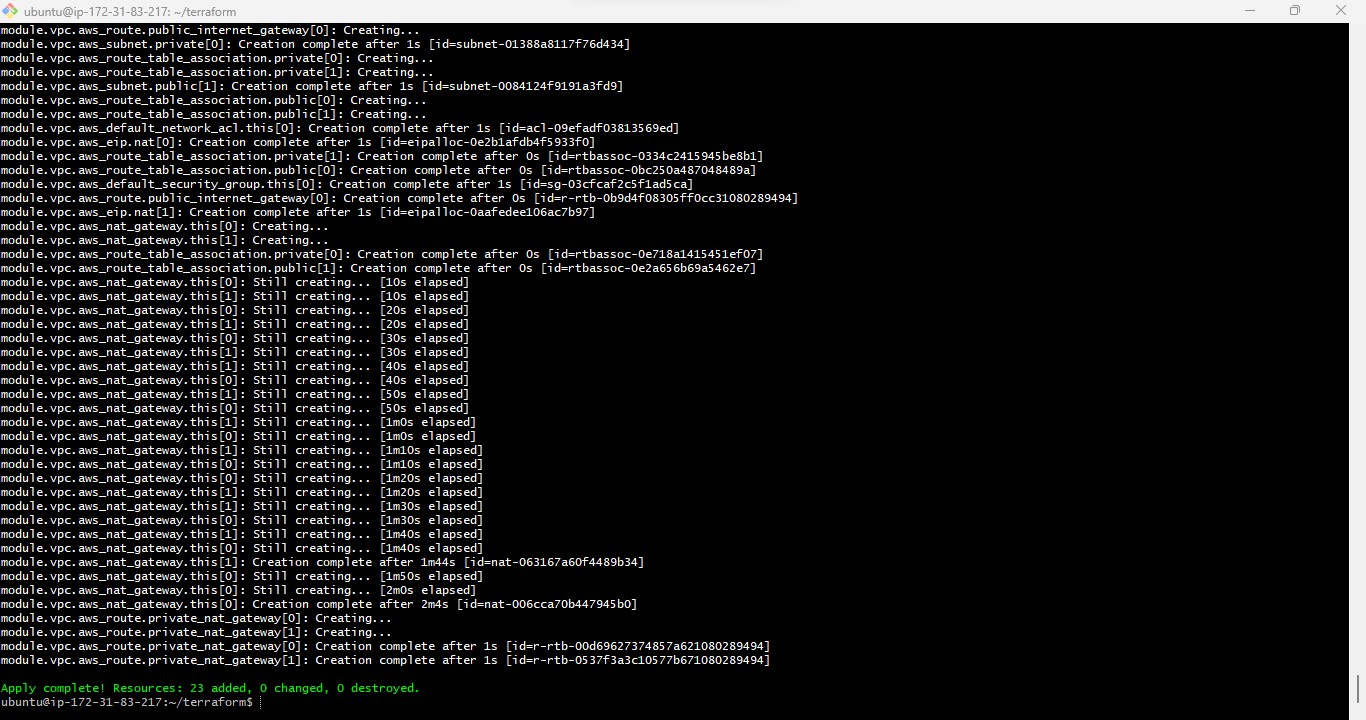 ubuntu@ip-172-31-83-217: ~/terraform
module.vpc.aws_route.public_internet_gateway[0]: Creating...
module.vpc.aws_subnet.private[0]: Creation complete after 1s [id=subnet-01388a8117f76d434]
module.vpc.aws_route_table_association.private[0]: Creating...
module.vpc.aws_route_table_association.private[1]: Creating...
module.vpc.aws_subnet.public[1]: Creation complete after 1s [id=subnet-0084124f9191a3fd9]
module.vpc.aws_route_table_association.public[0]: Creating...
module.vpc.aws_route_table_association.public[1]: Creating...
module.vpc.aws_default_network_acl.this[0]: Creation complete after 1s [id=acl-09efadf03813569ed]
module.vpc.aws_eip.nat[0]: Creation complete after 1s [id=eipalloc-0e2b1afdb4f5933f0]
module.vpc.aws_route_table_association.private[1]: Creation complete after 0s [id=rtbassoc-0334c2415945be8b1]
module.vpc.aws_route_table_association.public[0]: Creation complete after 0s [id=rtbassoc-0bc250a487048489a]
module.vpc.aws_default_security_group.this[0]: Creation complete after 1s [id=sg-03cfcaf2c5f1ad5ca]
module.vpc.aws_route.public_internet_gateway[0]: Creation complete after 0s [id=r-rtb-0b9d4f08305ff0cc31080289494]
module.vpc.aws_eip.nat[1]: Creation complete after 1s [id=eipalloc-0aafedee106ac7b97]
module.vpc.aws_nat_gateway.this[0]: Creating...
module.vpc.aws_nat_gateway.this[1]: Creating...
module.vpc.aws_route_table_association.private[0]: Creation complete after 0s [id=rtbassoc-0e718a1415451ef07]
module.vpc.aws_route_table_association.public[1]: Creation complete after 0s [id=rtbassoc-0e2a656b69a5462e7]
module.vpc.aws_nat_gateway.this[0]: Still creating... [10s elapsed]
module.vpc.aws_nat_gateway.this[1]: Still creating... [10s elapsed]
module.vpc.aws_nat_gateway.this[0]: Still creating... [20s elapsed]
module.vpc.aws_nat_gateway.this[1]: Still creating... [20s elapsed]
module.vpc.aws_nat_gateway.this[0]: Still creating... [30s elapsed]
module.vpc.aws_nat_gateway.this[1]: Still creating... [30s elapsed]
module.vpc.aws_nat_gateway.this[1]: Still creating... [40s elapsed]
module.vpc.aws_nat_gateway.this[0]: Still creating... [40s elapsed]
module.vpc.aws_nat_gateway.this[1]: Still creating... [50s elapsed]
module.vpc.aws_nat_gateway.this[0]: Still creating... [50s elapsed]
module.vpc.aws_nat_gateway.this[1]: Still creating... [1m0s elapsed]
module.vpc.aws_nat_gateway.this[0]: Still creating... [1m0s elapsed]
module.vpc.aws_nat_gateway.this[1]: Still creating... [1m10s elapsed]
module.vpc.aws_nat_gateway.this[0]: Still creating... [1m10s elapsed]
module.vpc.aws_nat_gateway.this[0]: Still creating... [1m20s elapsed]
module.vpc.aws_nat_gateway.this[1]: Still creating... [1m20s elapsed]
module.vpc.aws_nat_gateway.this[1]: Still creating... [1m30s elapsed]
module.vpc.aws_nat_gateway.this[0]: Still creating... [1m30s elapsed]
module.vpc.aws_nat_gateway.this[1]: Still creating... [1m40s elapsed]
module.vpc.aws_nat_gateway.this[0]: Still creating... [1m40s elapsed]
module.vpc.aws_nat_gateway.this[1]: Creation complete after 1m44s [id=nat-063167a60f4489b34]
module.vpc.aws_nat_gateway.this[0]: Still creating... [1m50s elapsed]
module.vpc.aws_nat_gateway.this[0]: Still creating... [2m0s elapsed]
module.vpc.aws_nat_gateway.this[0]: Creation complete after 2m4s [id=nat-006cca70b447945b0]
module.vpc.aws_route.private_nat_gateway[0]: Creating...
module.vpc.aws_route.private_nat_gateway[1]: Creating...
module.vpc.aws_route.private_nat_gateway[0]: Creation complete after 1s [id=r-rtb-00d69627374857a621080289494]
module.vpc.aws_route.private_nat_gateway[1]: Creation complete after 1s [id=r-rtb-0537f3a3c10577b671080289494]
Apply complete! Resources: 23 added, 0 changed, 0 destroyed.
ubuntu@ip-172-31-83-217:~/terraform$